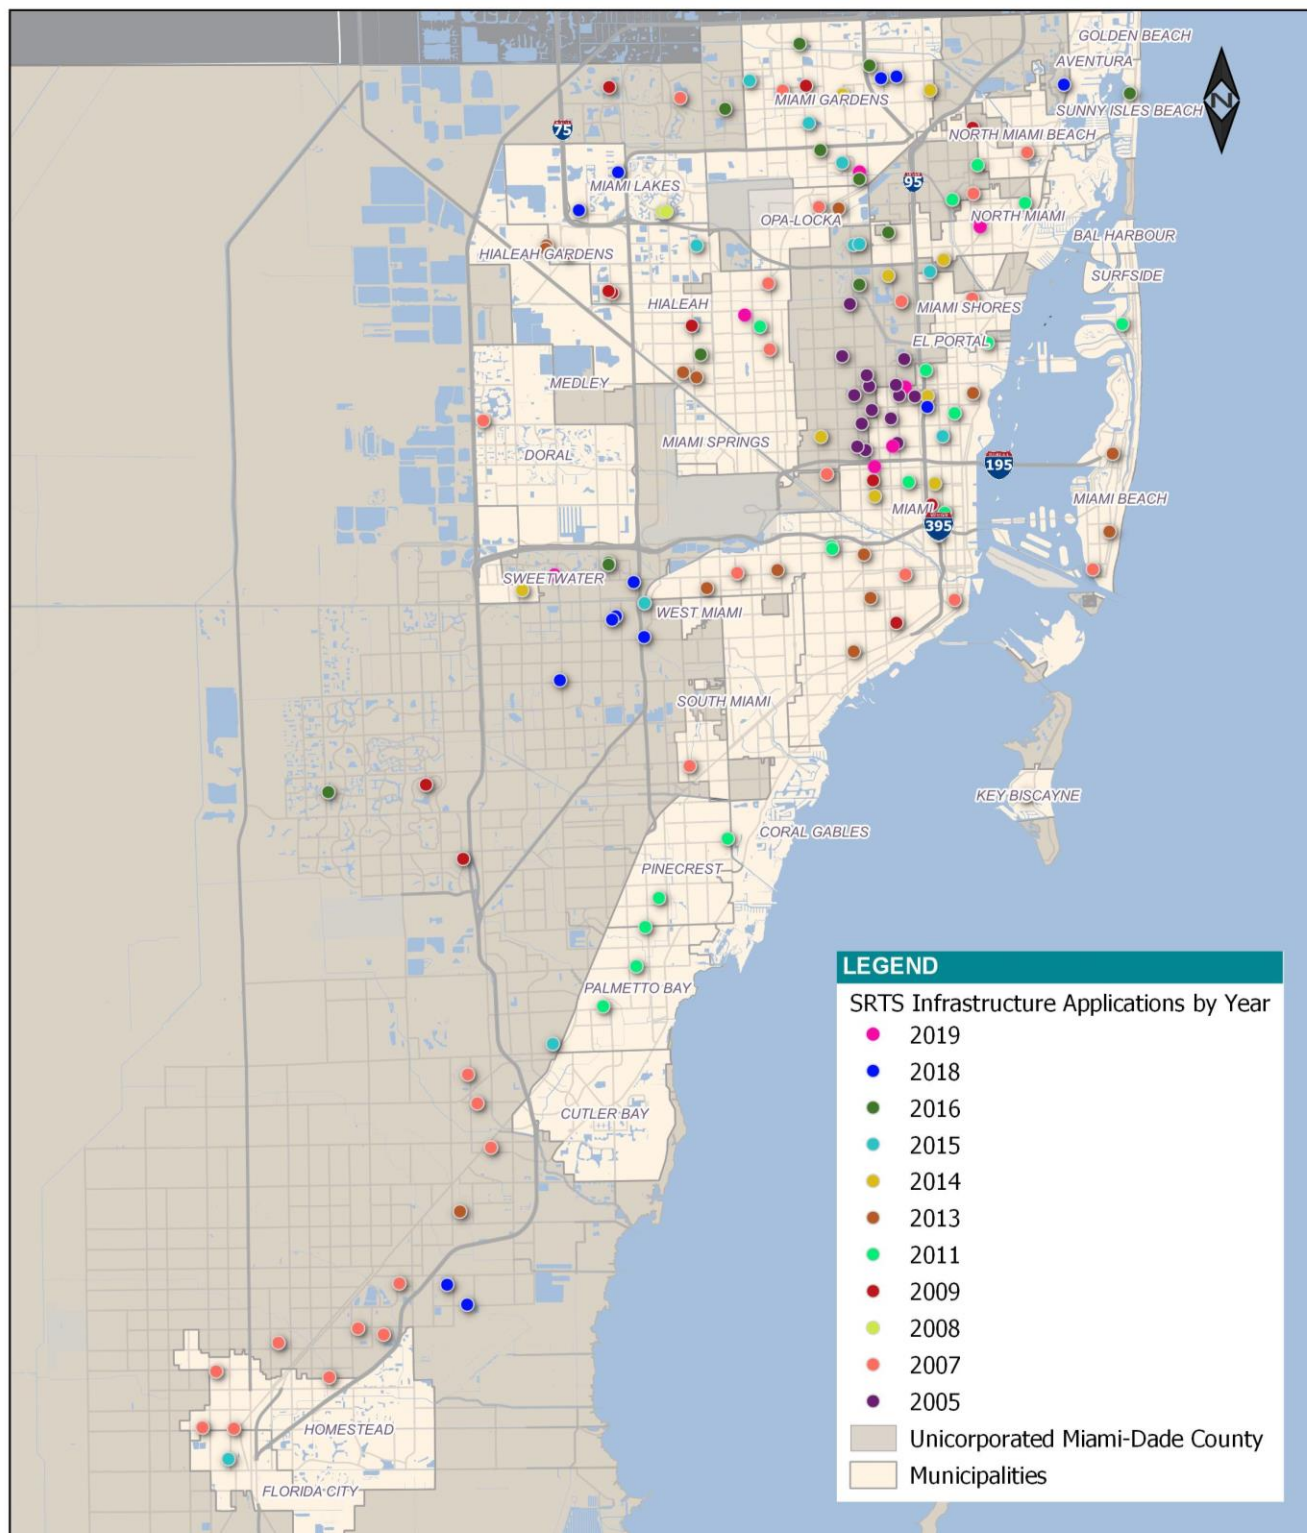 GOLDEN BEACH
AVENTURA
SUNNY ISLES BEACH
N
MIAMI GARDENS
75
NORTH MIAMI BEACH
95
MIAMI LAKES
OPA-LOCKA
NORTH MIAMI
BAL HARBOUR
HIALEAH GARDENS
SURFSIDE
HIALEAH
MIAMI SHORES
EL PORTAL
MEDLEY
MIAMI SPRINGS
DORAL
195
MIAMI BEACH
MIAMI
395
SWEETWATER
WEST MIAMI
SOUTH MIAMI
KEY BISCAYNE
CORAL GABLES
PINECREST
PALMETTO BAY
CUTLER BAY
HOMESTEAD
FLORIDA CITY
LEGEND
SRTS Infrastructure Applications by Year
2019
2018
2016
2015
2014
2013
2011
2009
2008
2007
2005
Unicorporated Miami-Dade County
Municipalities